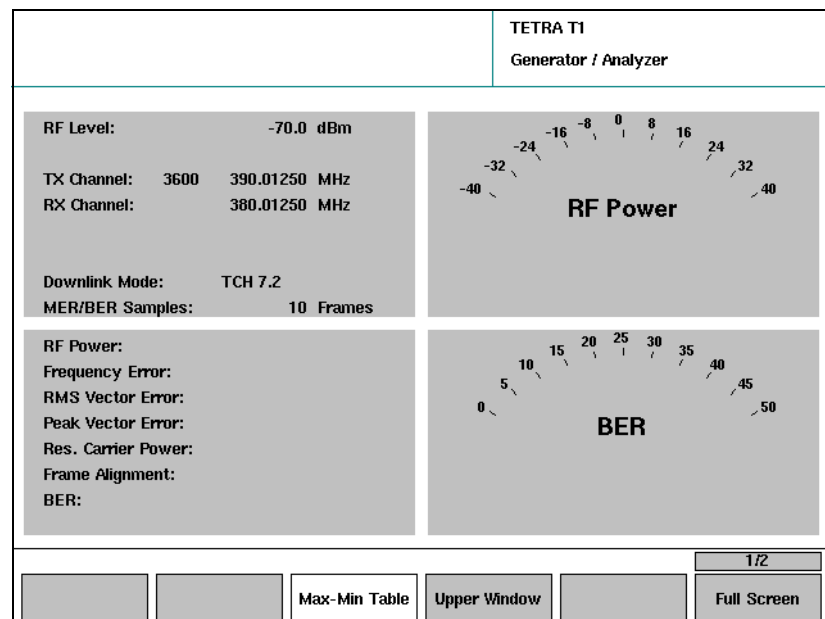 TETRA T1
Generator / Analyzer
RF Level: -70.0 dBm
TX Channel: 3600 390.01250 MHz
RX Channel: 380.01250 MHz
Downlink Mode: TCH 7.2
MER/BER Samples: 10 Frames
-40 -32 -24 -16 -8 0 8 16 24 32 40
RF Power
RF Power:
Frequency Error:
RMS Vector Error:
Peak Vector Error:
Res. Carrier Power:
Frame Alignment:
BER:
0 5 10 15 20 25 30 35 40 45 50
BER
1/2
Max-Min Table Upper Window Full Screen